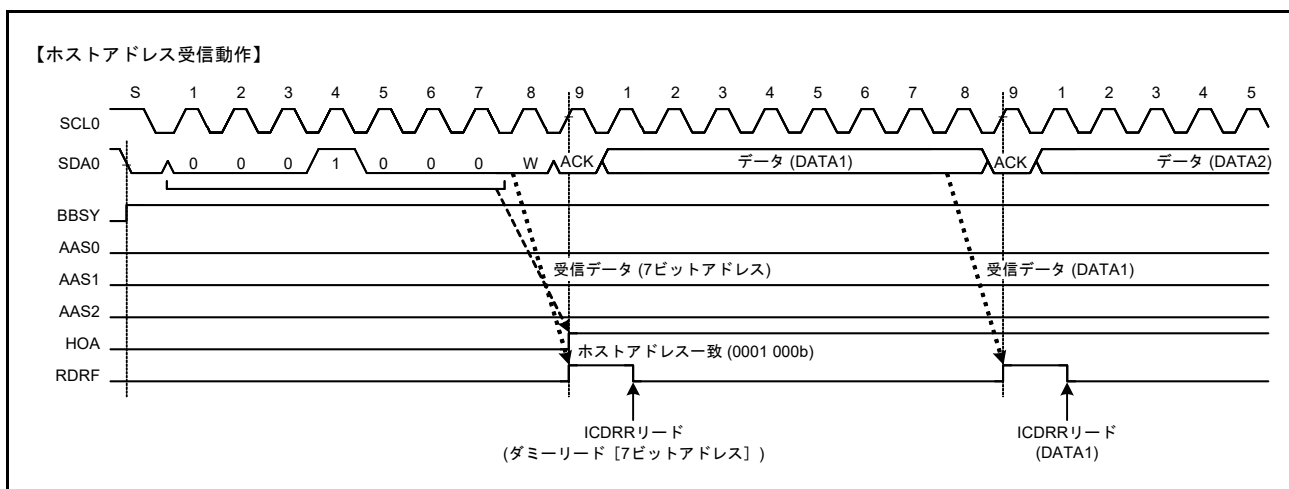 【ホストアドレス受信動作】
S 1 2 3 4 5 6 7 8 9 1 2 3 4 5 6 7 8 9 1 2 3 4 5
SCL0
SDA0 0 0 0 1 0 0 0 W ACK データ (DATA1) ACK データ (DATA2)
BBSY
AAS0
受信データ (7ビットアドレス) 受信データ (DATA1)
AAS1
AAS2
HOA
ホストアドレス一致 (0001 000b)
RDRF
ICDRRリード ICDRRリード
(ダミーリード [7ビットアドレス] ) (DATA1)